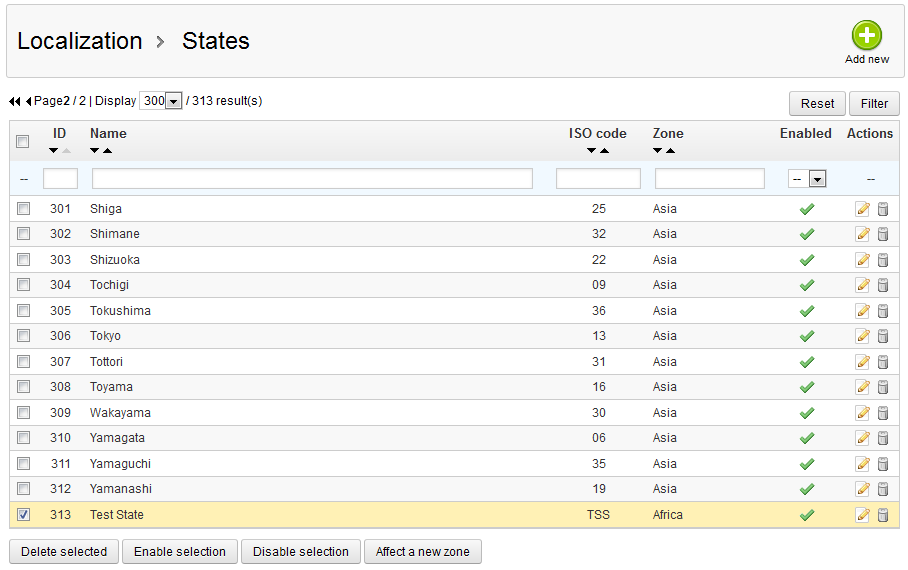 Localization > States
Add new
Page2 / 2 | Display 300 / 313 result(s)
Reset Filter
ID Name ISO code Zone Enabled Actions
-- -- --
301 Shiga 25 Asia
302 Shimane 32 Asia
303 Shizuoka 22 Asia
304 Tochigi 09 Asia
305 Tokushima 36 Asia
306 Tokyo 13 Asia
307 Tottori 31 Asia
308 Toyama 16 Asia
309 Wakayama 30 Asia
310 Yamagata 06 Asia
311 Yamaguchi 35 Asia
312 Yamanashi 19 Asia
313 Test State TSS Africa
Delete selected Enable selection Disable selection Affect a new zone